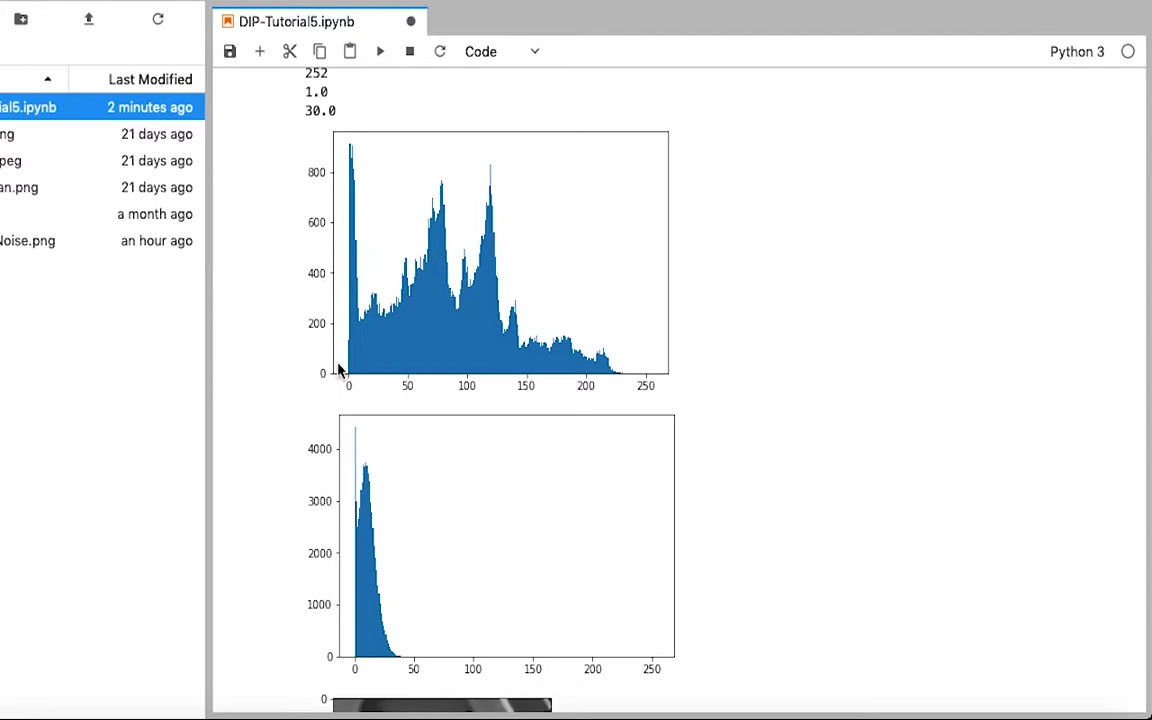 DIP-Tutorial5.ipynb
Code
Python 3
Last Modified
ial5.ipynb 2 minutes ago
ng 21 days ago
peg 21 days ago
an.png 21 days ago
a month ago
Noise.png an hour ago
252
1.0
30.0
800
600
400
200
0
0 50 100 150 200 250
4000
3000
2000
1000
0
0 50 100 150 200 250
0